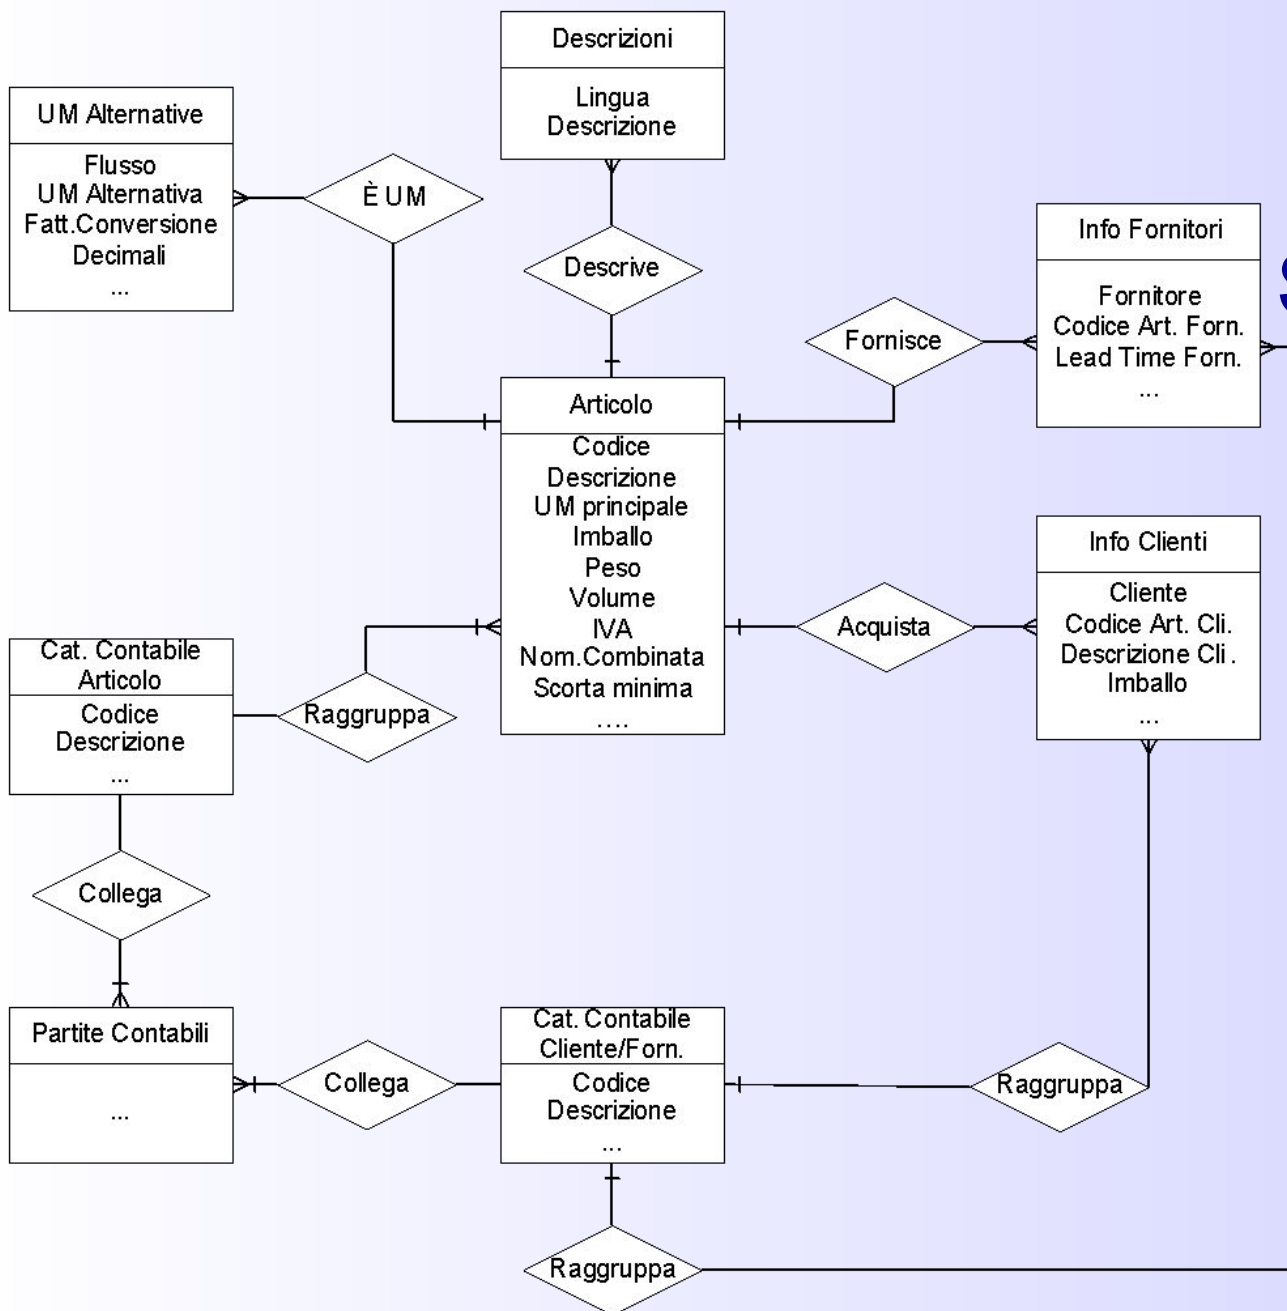 Descrizioni
Lingua
Descrizione
UM Alternative
Flusso
UM Alternativa
Fatt.Conversione
Decimali
...
È UM
Descrive
Info Fornitori
Fornitore
Codice Art. Forn.
Lead Time Forn.
...
Fornisce
Articolo
Codice
Descrizione
UM principale
Imballo
Peso
Volume
IVA
Nom.Combinata
Scorta minima
....
Info Clienti
Cliente
Codice Art. Cli.
Descrizione Cli .
Imballo
...
Acquista
Cat. Contabile
Articolo
Codice
Descrizione
...
Raggruppa
Collega
Partite Contabili
...
Collega
Cat. Contabile
Cliente/Forn.
Codice
Descrizione
...
Raggruppa
Raggruppa